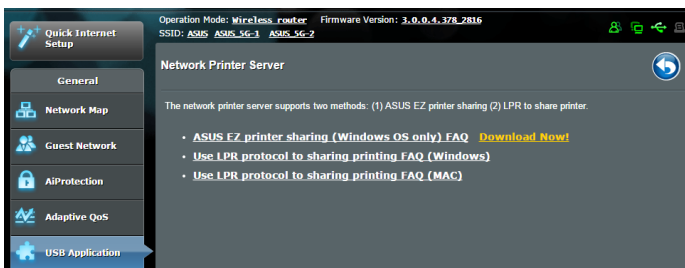 Quick Internet
Setup
Operation Mode: Wireless router Firmware Version: 3.0.0.4.378_2816
SSID: ASUS ASUS_5G-1 ASUS_5G-2
General
Network Map
Guest Network
AiProtection
Adaptive QoS
USB Application
Network Printer Server
The network printer server supports two methods: (1) ASUS EZ printer sharing (2) LPR to share printer.
ASUS EZ printer sharing (Windows OS only) FAQ Download Now!
Use LPR protocol to sharing printing FAQ (Windows)
Use LPR protocol to sharing printing FAQ (MAC)